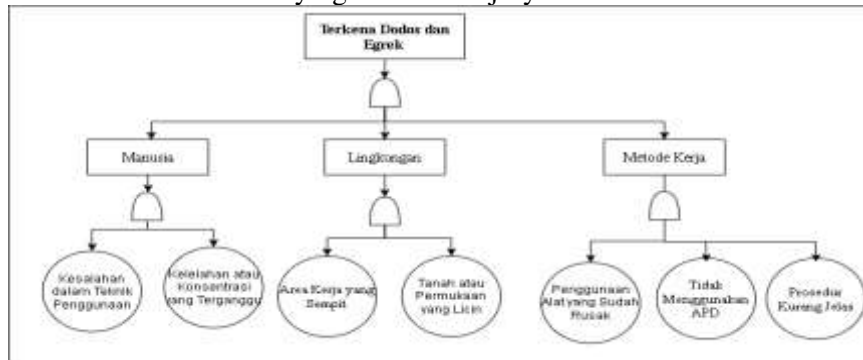 Terkena Dodos dan
Egrek
Manusia
Lingkongan
Metode Kerja
Kesalahan
dalam Teknik
Penggunaan
Kelelahan atau
Konsentrasi
yang Terganggu
Area Kerja yang
Sempit
Tanah atau
Permukaan
yang Licin
Penggunaan
Alat yang Sudah
Rusak
Tidak
Menggunakan
APD
Prosedur
Kurang Jelas